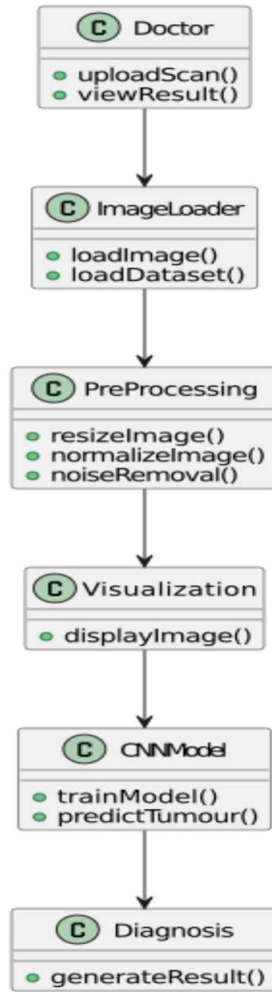 C Doctor
uploadScan()
viewResult()
C ImageLoader
loadImage()
loadDataset()
C PreProcessing
resizeImage()
normalizeImage()
noiseRemoval()
C Visualization
displayImage()
C CNNModel
trainModel()
predictTumour()
C Diagnosis
generateResult()